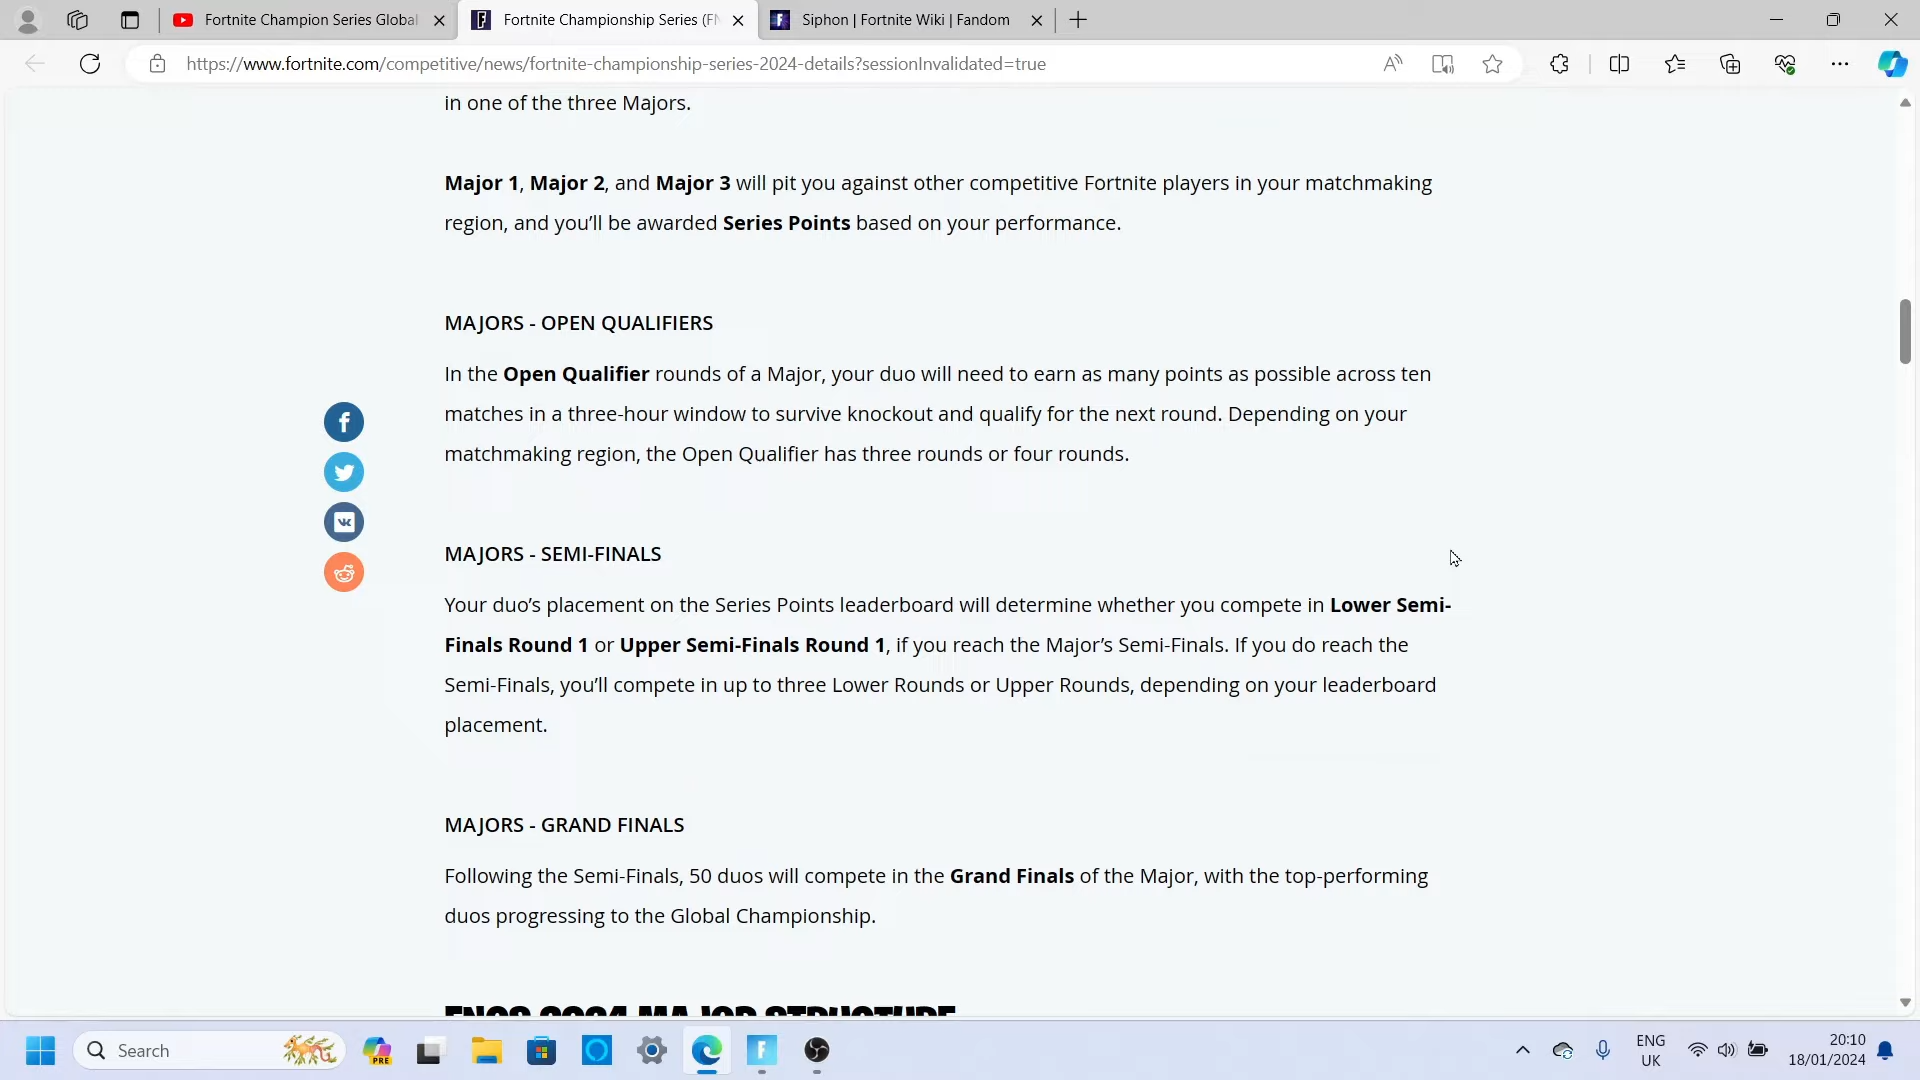 Fortnite Champion Series Global
Fortnite Championship Series (FN
Siphon | Fortnite Wiki | Fandom
https://www.fortnite.com/competitive/news/fortnite-championship-series-2024-details?sessionInvalidated=true
in one of the three Majors.
Major 1, Major 2, and Major 3 will pit you against other competitive Fortnite players in your matchmaking
region, and you’ll be awarded Series Points based on your performance.
MAJORS - OPEN QUALIFIERS
In the Open Qualifier rounds of a Major, your duo will need to earn as many points as possible across ten
matches in a three-hour window to survive knockout and qualify for the next round. Depending on your
matchmaking region, the Open Qualifier has three rounds or four rounds.
MAJORS - SEMI-FINALS
Your duo’s placement on the Series Points leaderboard will determine whether you compete in Lower Semi-
Finals Round 1 or Upper Semi-Finals Round 1, if you reach the Major’s Semi-Finals. If you do reach the
Semi-Finals, you’ll compete in up to three Lower Rounds or Upper Rounds, depending on your leaderboard
placement.
MAJORS - GRAND FINALS
Following the Semi-Finals, 50 duos will compete in the Grand Finals of the Major, with the top-performing
duos progressing to the Global Championship.
FNCS 2024 MAJOR STRUCTURE
Search
PRE
ENG
UK
20:10
18/01/2024